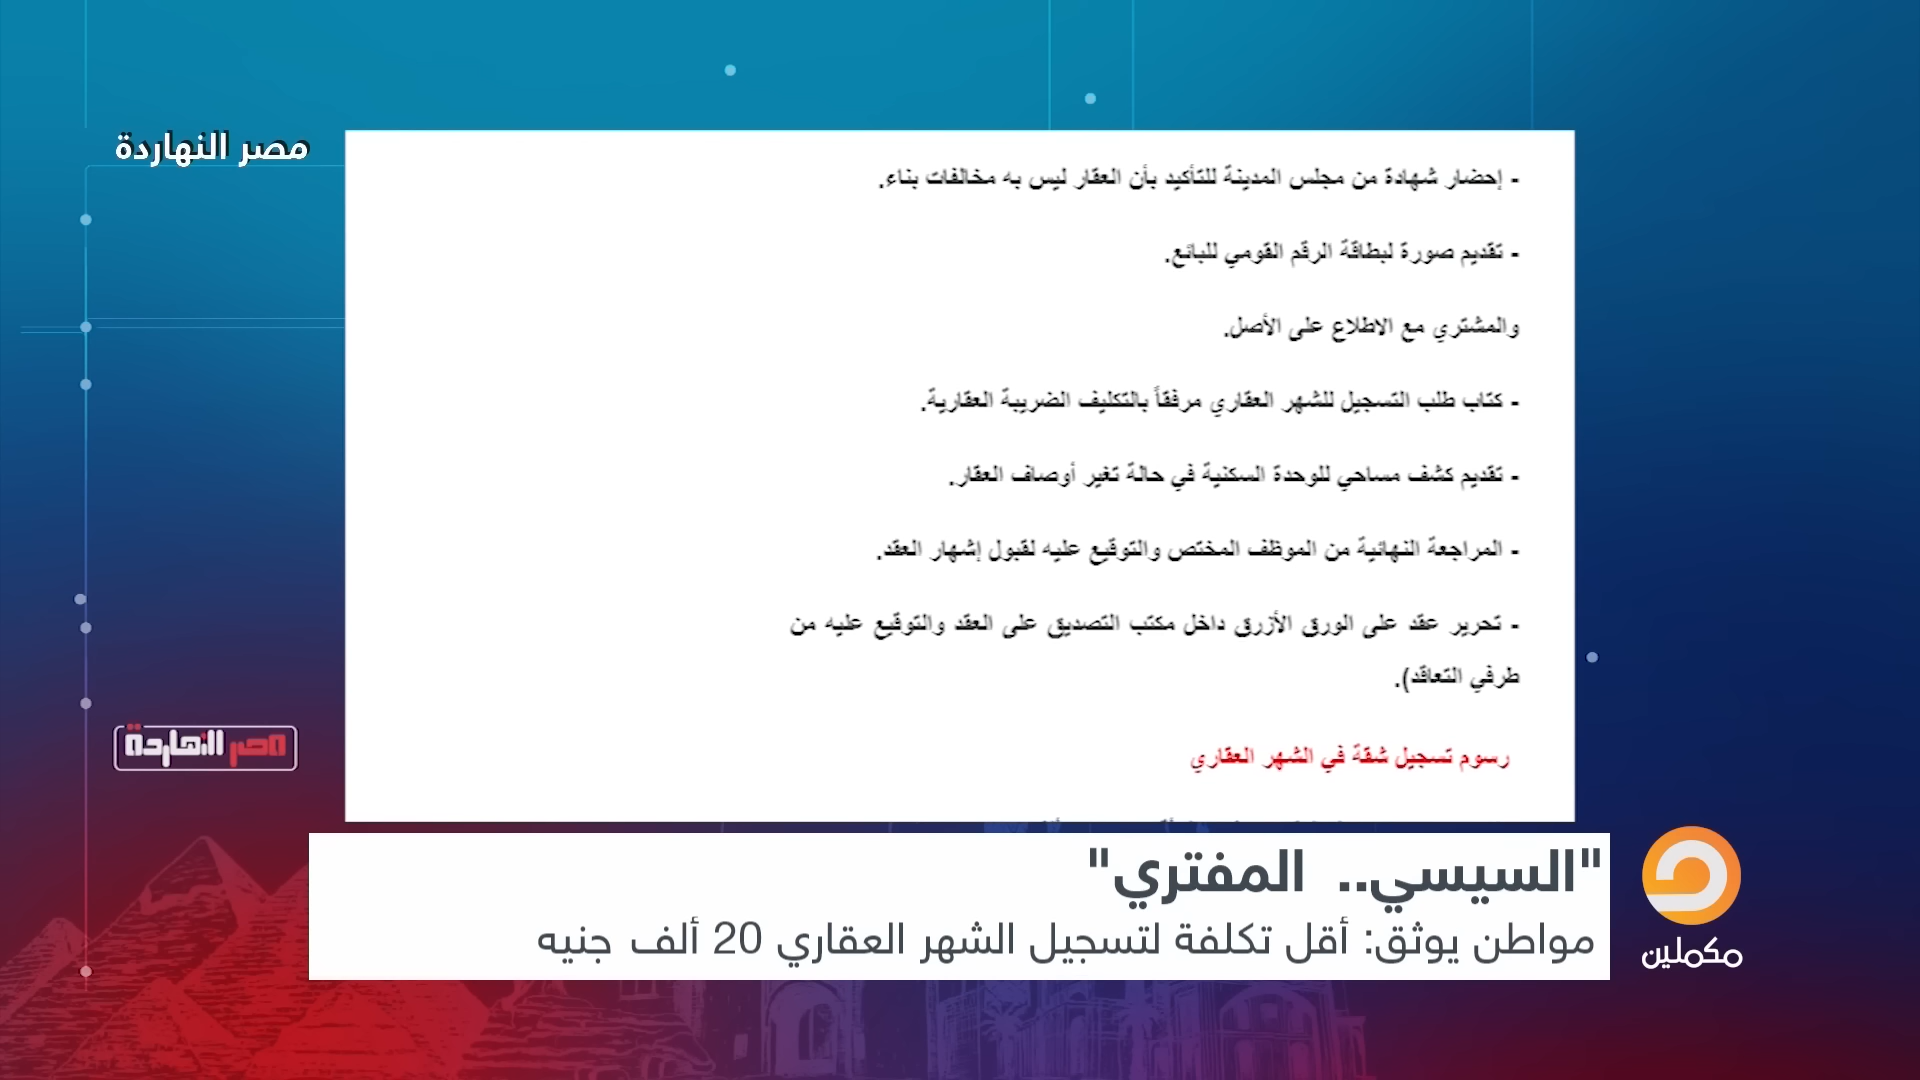 مصر النهاردة
- إحضار شهادة من مجلس المدينة للتأكيد بأن العقار ليس به مخالفات بناء.
- تقديم صورة لبطاقة الرقم القومي للبائع.
والمشتري مع الاطلاع على الأصل.
- كتاب طلب التسجيل للشهر العقاري مرفقاً بالتكليف الضريبة العقارية.
- تقديم كشف مساحي للوحدة السكنية في حالة تغير أوصاف العقار.
- المراجعة النهائية من الموظف المختص والتوقيع عليه لقبول إشهار العقد.
- تحرير عقد على الورق الأزرق داخل مكتب التصديق على العقد والتوقيع عليه من
طرفي التعاقد).
مصر النهاردة
رسوم تسجيل شقة في الشهر العقاري
"السيسي.. المفتري"
مواطن يوثق: أقل تكلفة لتسجيل الشهر العقاري 20 ألف جنيه
مكملين